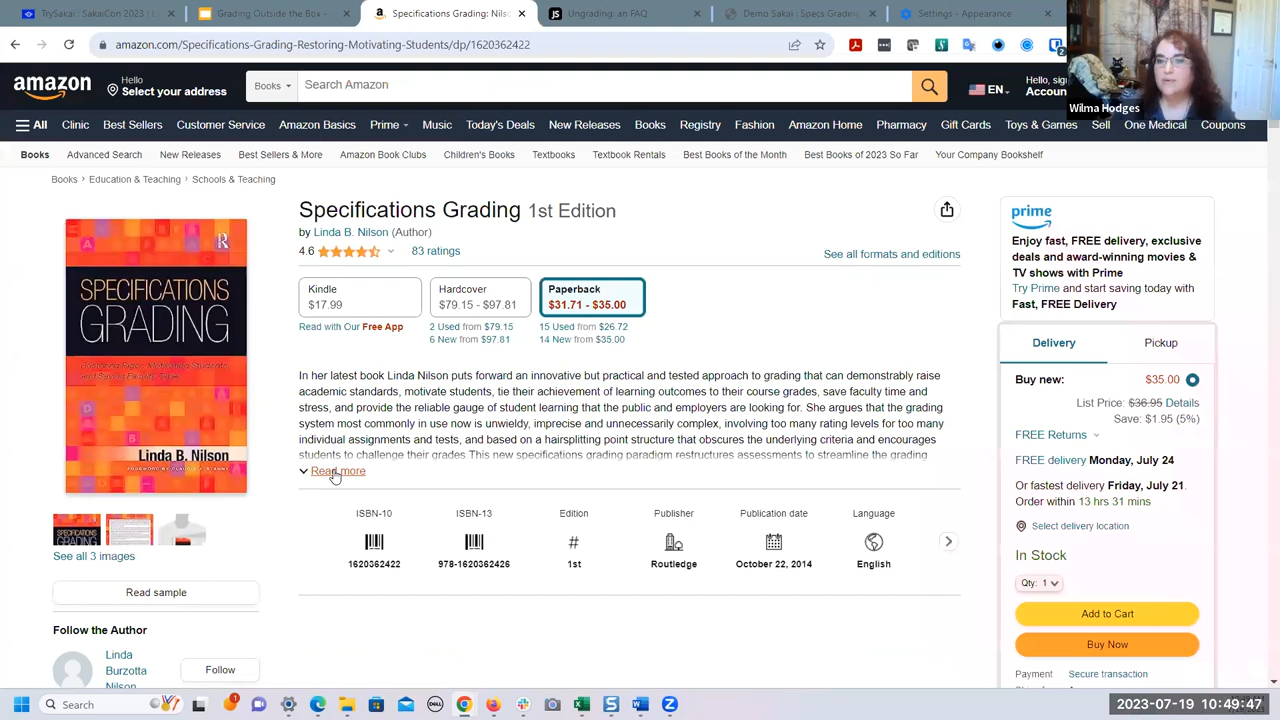 TrySakai: SakaiCon 2023 |
Grading Outside the Box -
Specifications Grading: Nils
Ungrading: an FAQ
Demo Sakai : Specs Grading
Settings - Appearance
amazon.com/Specifications-Grading-Restoring-Motivating-Students/dp/1620362422
Wilma Hodges
amazon
Hello
Select your address
Books
Search Amazon
EN
Hello, sig
Accoun
All
Clinic
Best Sellers
Customer Service
Amazon Basics
Prime
Music
Today's Deals
New Releases
Books
Registry
Fashion
Amazon Home
Pharmacy
Gift Cards
Toys & Games
Sell
One Medical
Coupons
Books
Advanced Search
New Releases
Best Sellers & More
Amazon Book Clubs
Children's Books
Textbooks
Textbook Rentals
Best Books of the Month
Best Books of 2023 So Far
Your Company Bookshelf
Books › Education & Teaching › Schools & Teaching
SPECIFICATIONS
GRADING
Restoring Rigor, Motivating Students,
and Saving Faculty Time
Linda B. Nilson
See all 3 images
Read sample
Follow the Author
Linda
Burzotta
Nilson
Follow
Specifications Grading 1st Edition
by Linda B. Nilson (Author)
4.6
83 ratings
See all formats and editions
Kindle
$17.99
Read with Our Free App
Hardcover
$79.15 - $97.81
2 Used from $79.15
6 New from $97.81
Paperback
$31.71 - $35.00
15 Used from $26.72
14 New from $35.00
In her latest book Linda Nilson puts forward an innovative but practical and tested approach to grading that can demonstrably raise
academic standards, motivate students, tie their achievement of learning outcomes to their course grades, save faculty time and
stress, and provide the reliable gauge of student learning that the public and employers are looking for. She argues that the grading
system most commonly in use now is unwieldy, imprecise and unnecessarily complex, involving too many rating levels for too many
individual assignments and tests, and based on a hairsplitting point structure that obscures the underlying criteria and encourages
students to challenge their grades This new specifications grading paradigm restructures assessments to streamline the grading
Read more
ISBN-10
1620362422
ISBN-13
978-1620362426
Edition
#
1st
Publisher
Routledge
Publication date
October 22, 2014
Language
English
prime
Enjoy fast, FREE delivery, exclusive
deals and award-winning movies &
TV shows with Prime
Try Prime and start saving today with
Fast, FREE Delivery
Delivery
Pickup
Buy new:
$35.00
List Price: $36.95 Details
Save: $1.95 (5%)
FREE Returns
FREE delivery Monday, July 24
Or fastest delivery Friday, July 21.
Order within 13 hrs 31 mins
Select delivery location
In Stock
Qty: 1
Add to Cart
Buy Now
Payment
Secure transaction
Search
2023-07-19 10:49:47